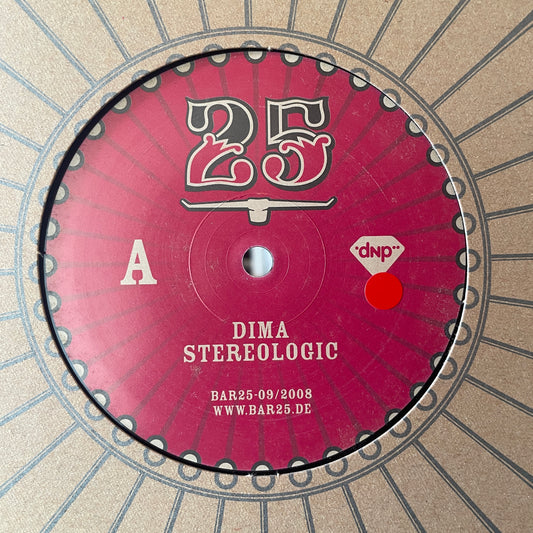 25
A
·dNp··
DIMA
STEREOLOGIC
BAR25-09/2008
WWW.BAR25.DE